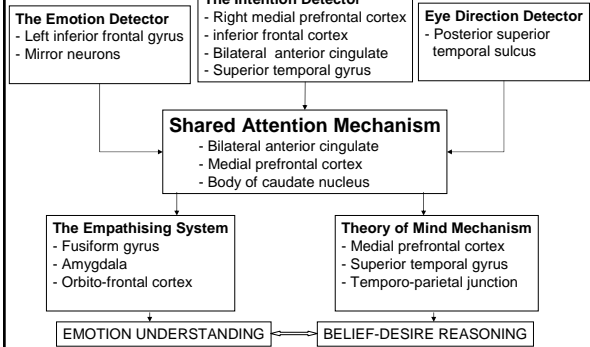 The Emotion Detector
- Left inferior frontal gyrus
- Mirror neurons
The Intention Detector
- Right medial prefrontal cortex
- inferior frontal cortex
- Bilateral anterior cingulate
- Superior temporal gyrus
Eye Direction Detector
- Posterior superior
temporal sulcus
Shared Attention Mechanism
- Bilateral anterior cingulate
- Medial prefrontal cortex
- Body of caudate nucleus
The Empathising System
- Fusiform gyrus
- Amygdala
- Orbito-frontal cortex
Theory of Mind Mechanism
- Medial prefrontal cortex
- Superior temporal gyrus
- Temporo-parietal junction
EMOTION UNDERSTANDING
BELIEF-DESIRE REASONING